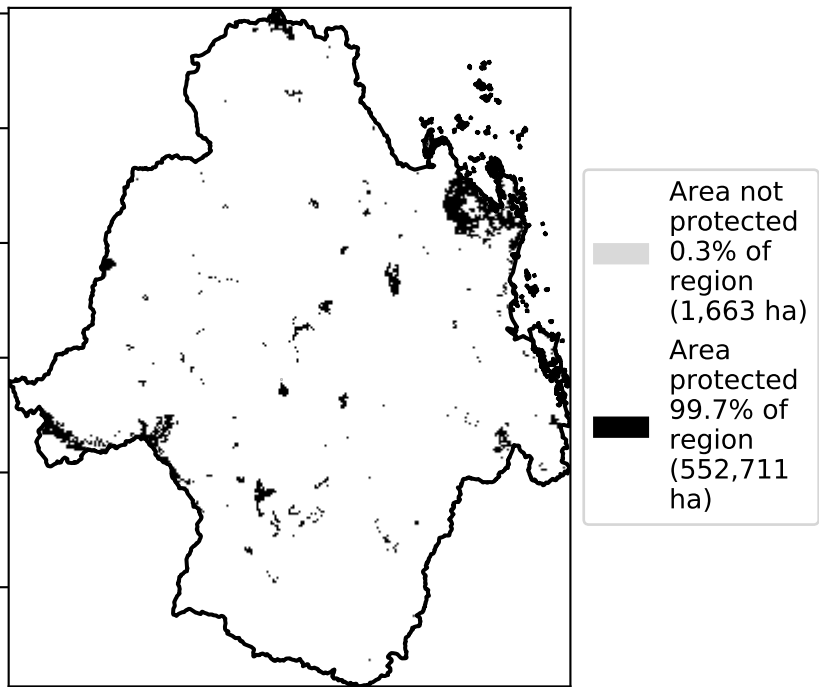 Area not
protected
0.3% of
region
(1,663 ha)
Area
protected
99.7% of
region
(552,711
ha)